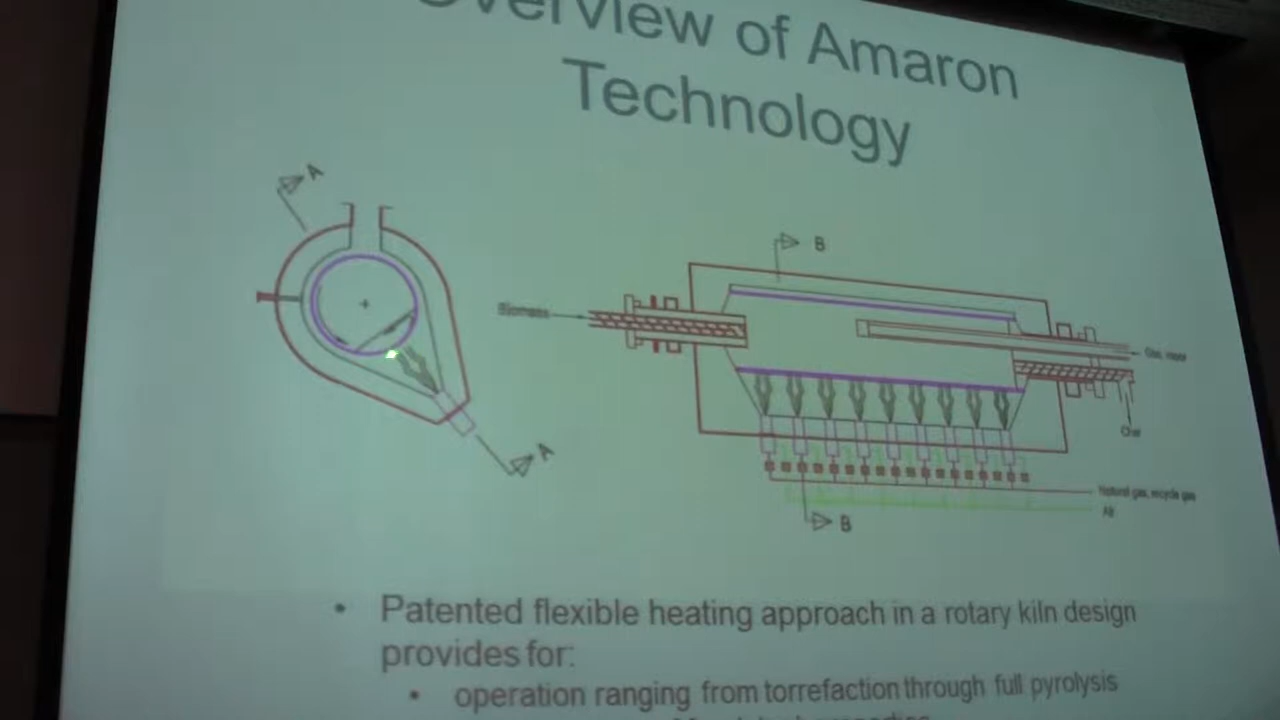 Overview of Amaron
Technology
A
B
Biomass
A
Char
Natural gas, recycle gas
Air
B
• Patented flexible heating approach in a rotary kiln design
provides for:
• operation ranging from torrefaction through full pyrolysis